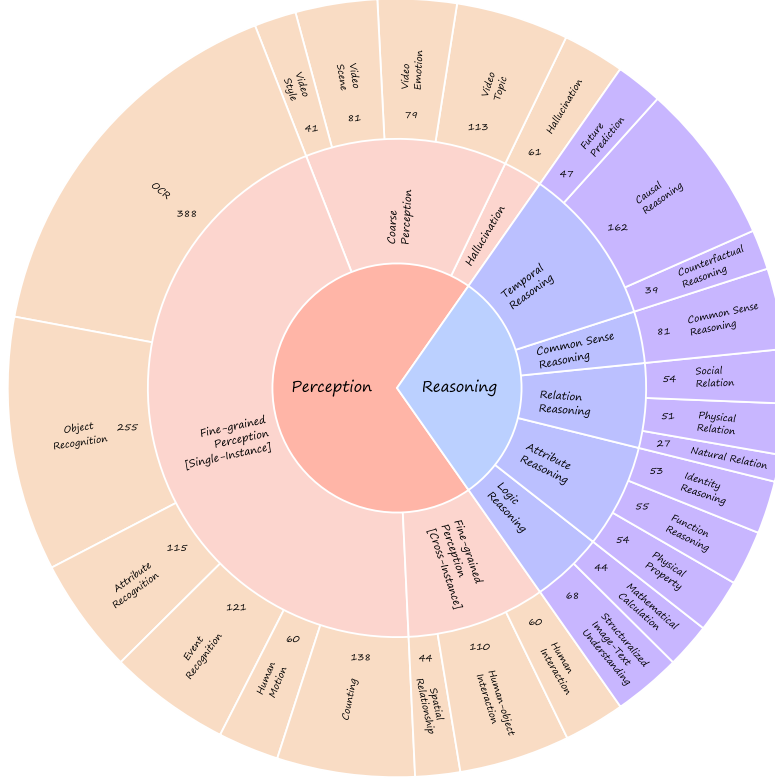 Perception
Reasoning
Coarse
Perception
Hallucination
Temporal
Reasoning
Common Sense
Reasoning
Relation
Reasoning
Attribute
Reasoning
Logic
Reasoning
Fine-grained
Perception
[Cross-Instance]
Fine-grained
Perception
[Single-Instance]
Video
Style
41
Video
Scene
81
Video
Emotion
79
Video
Topic
113
Hallucination
61
Future
Prediction
47
Causal
Reasoning
162
Counterfactual
Reasoning
39
Common Sense
Reasoning
81
Social
Relation
54
Physical
Relation
51
Natural Relation
27
Identity
Reasoning
53
Function
Reasoning
55
Physical
Property
54
Mathematical
Calculation
44
Structuralized
Image-Text
Understanding
68
Human
Interaction
60
Human-object
Interaction
110
Spatial
Relationship
44
Counting
138
Human
Motion
60
Event
Recognition
121
Attribute
Recognition
115
Object
Recognition
255
OCR
388